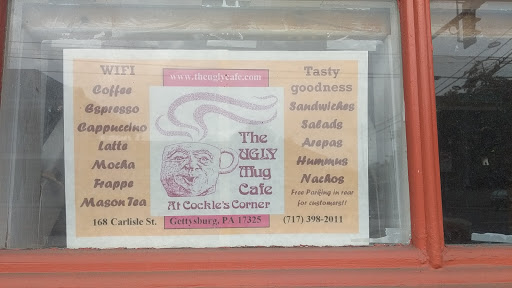 www.theuglycafe.com
WIFI
Coffee
Espresso
Cappuccino
Latte
Mocha
Frappe
Mason Tea
The
UGLY
Mug
Cafe
At Cockle's Corner
Tasty
goodness
Sandwiches
Salads
Arepas
Hummus
Nachos
Free Parking in rear
for customers!!
168 Carlisle St.
Gettysburg, PA 17325
(717) 398-2011